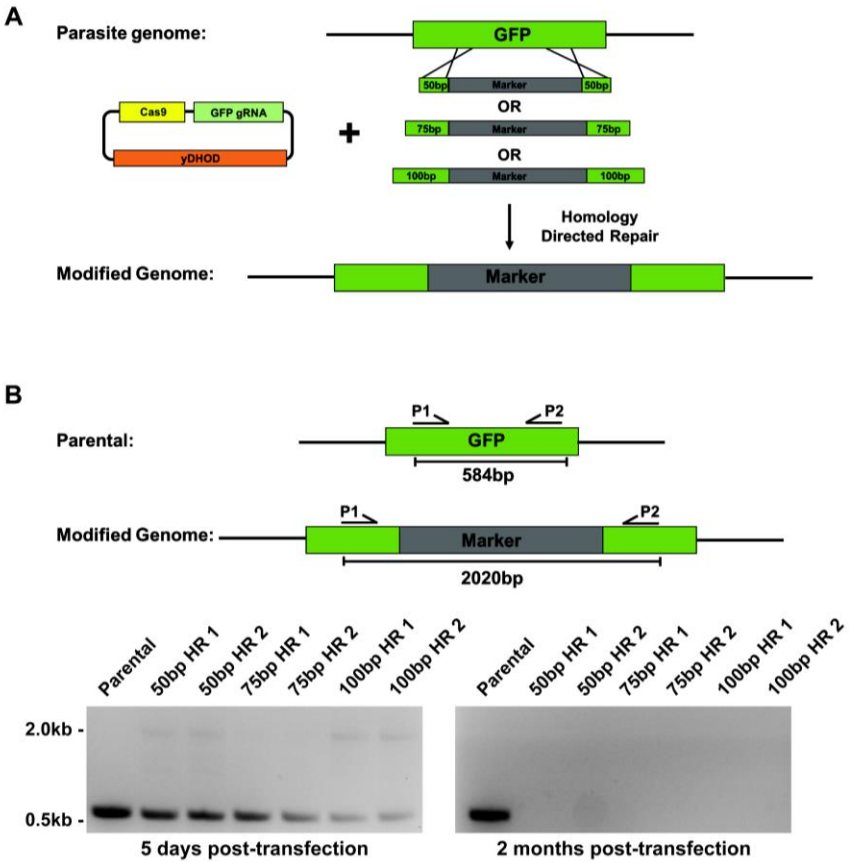 A
Parasite genome:
GFP
50bp Marker 50bp
OR
Cas9 GFP gRNA
75bp Marker 75bp
yDHOD
+
OR
100bp Marker 100bp
Homology
Directed Repair
Modified Genome:
Marker
B
P1 P2
Parental:
GFP
584bp
P1 P2
Modified Genome:
Marker
2020bp
Parental 50bp HR 1 50bp HR 2 75bp HR 1 75bp HR 2 100bp HR 1 100bp HR 2
Parental 50bp HR 1 50bp HR 2 75bp HR 1 75bp HR 2 100bp HR 1 100bp HR 2
2.0kb -
0.5kb -
5 days post-transfection
2 months post-transfection